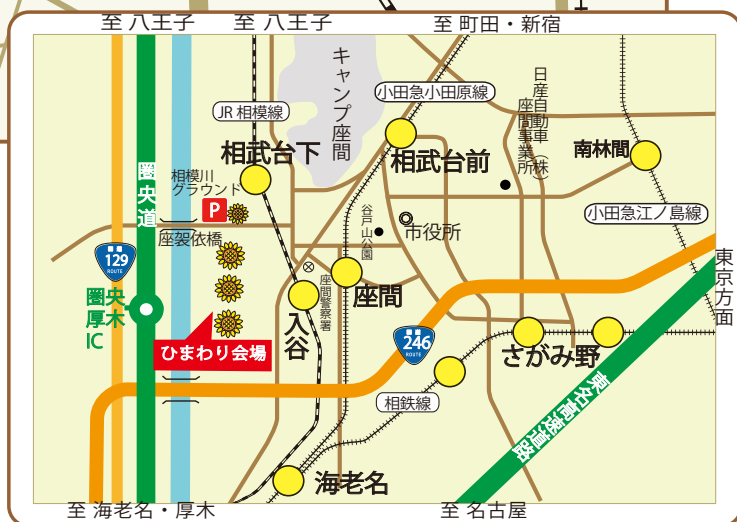 至 八王子
至 八王子
至 町田・新宿
キャンプ座間
日産自動車（株）
座間事業所
小田急小田原線
JR 相模線
相武台下
相武台前
南林間
圏央道
相模川
グラウンド
P
谷戸山公園
市役所
小田急江ノ島線
座架依橋
129
ROUTE
東京方面
圏央
厚木
IC
座間警察署
座間
入谷
246
ROUTE
ひまわり会場
さがみ野
相鉄線
東名高速道路
海老名
至 海老名・厚木
至 名古屋